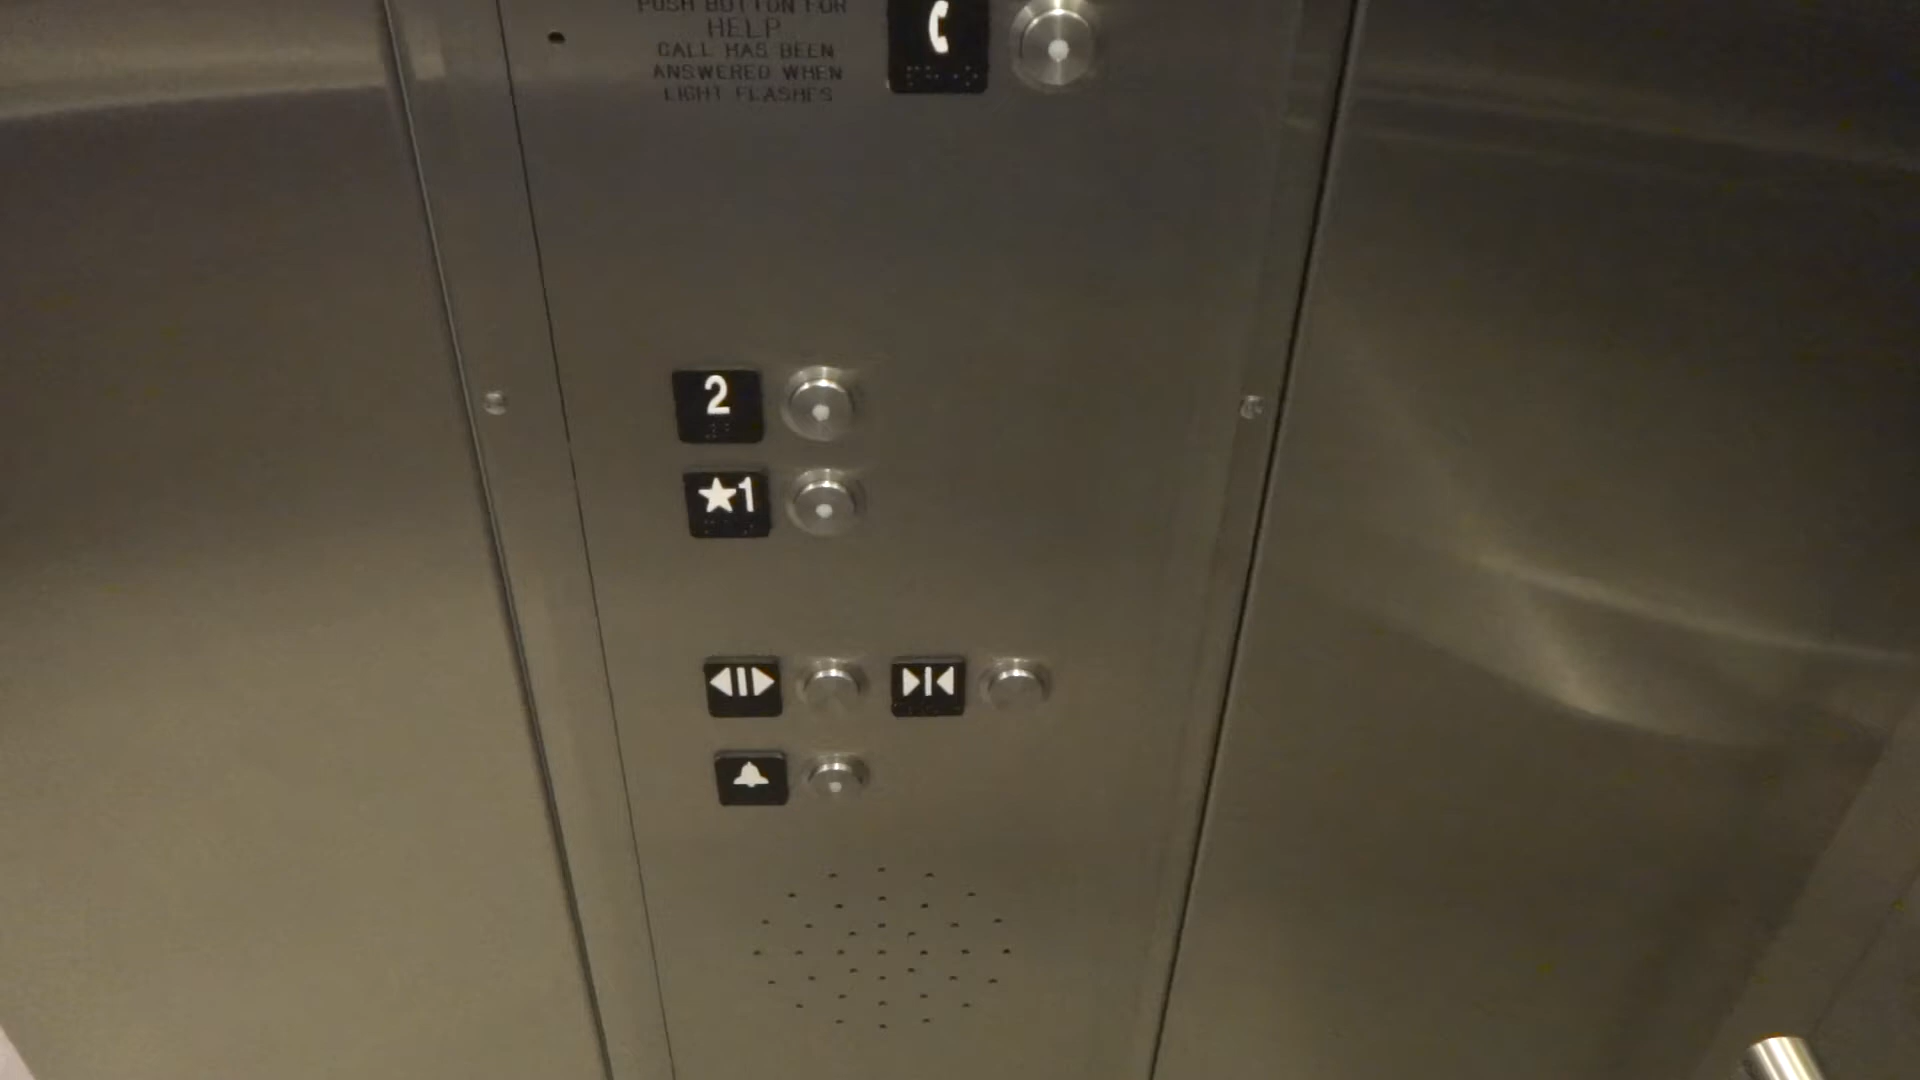 PUSH BUTTON FOR
HELP
CALL HAS BEEN
ANSWERED WHEN
LIGHT FLASHES
2
★1